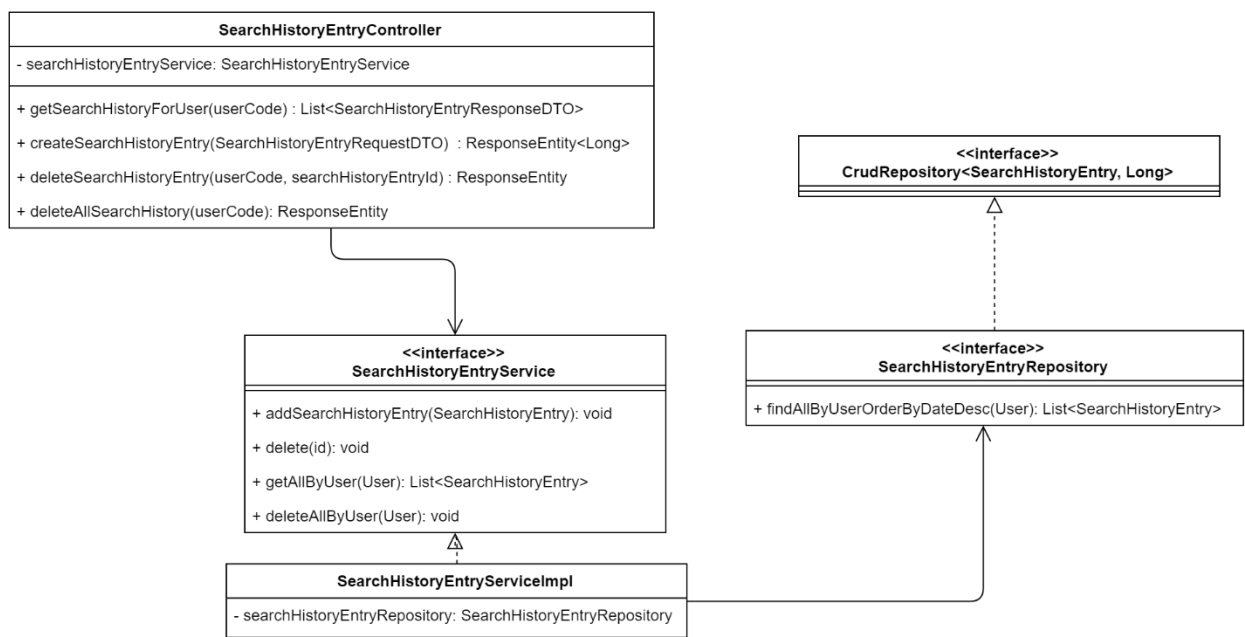 SearchHistoryEntryController
- searchHistoryEntryService: SearchHistoryEntryService
+ getSearchHistoryForUser(userCode) : List<SearchHistoryEntryResponseDTO>
+ createSearchHistoryEntry(SearchHistoryEntryRequestDTO)  : ResponseEntity<Long>
+ deleteSearchHistoryEntry(userCode, searchHistoryEntryId) : ResponseEntity
+ deleteAllSearchHistory(userCode): ResponseEntity
<<interface>>
CrudRepository<SearchHistoryEntry, Long>
<<interface>>
SearchHistoryEntryService
+ addSearchHistoryEntry(SearchHistoryEntry): void
+ delete(id): void
+ getAllByUser(User): List<SearchHistoryEntry>
+ deleteAllByUser(User): void
<<interface>>
SearchHistoryEntryRepository
+ findAllByUserOrderByDateDesc(User): List<SearchHistoryEntry>
SearchHistoryEntryServiceImpl
- searchHistoryEntryRepository: SearchHistoryEntryRepository